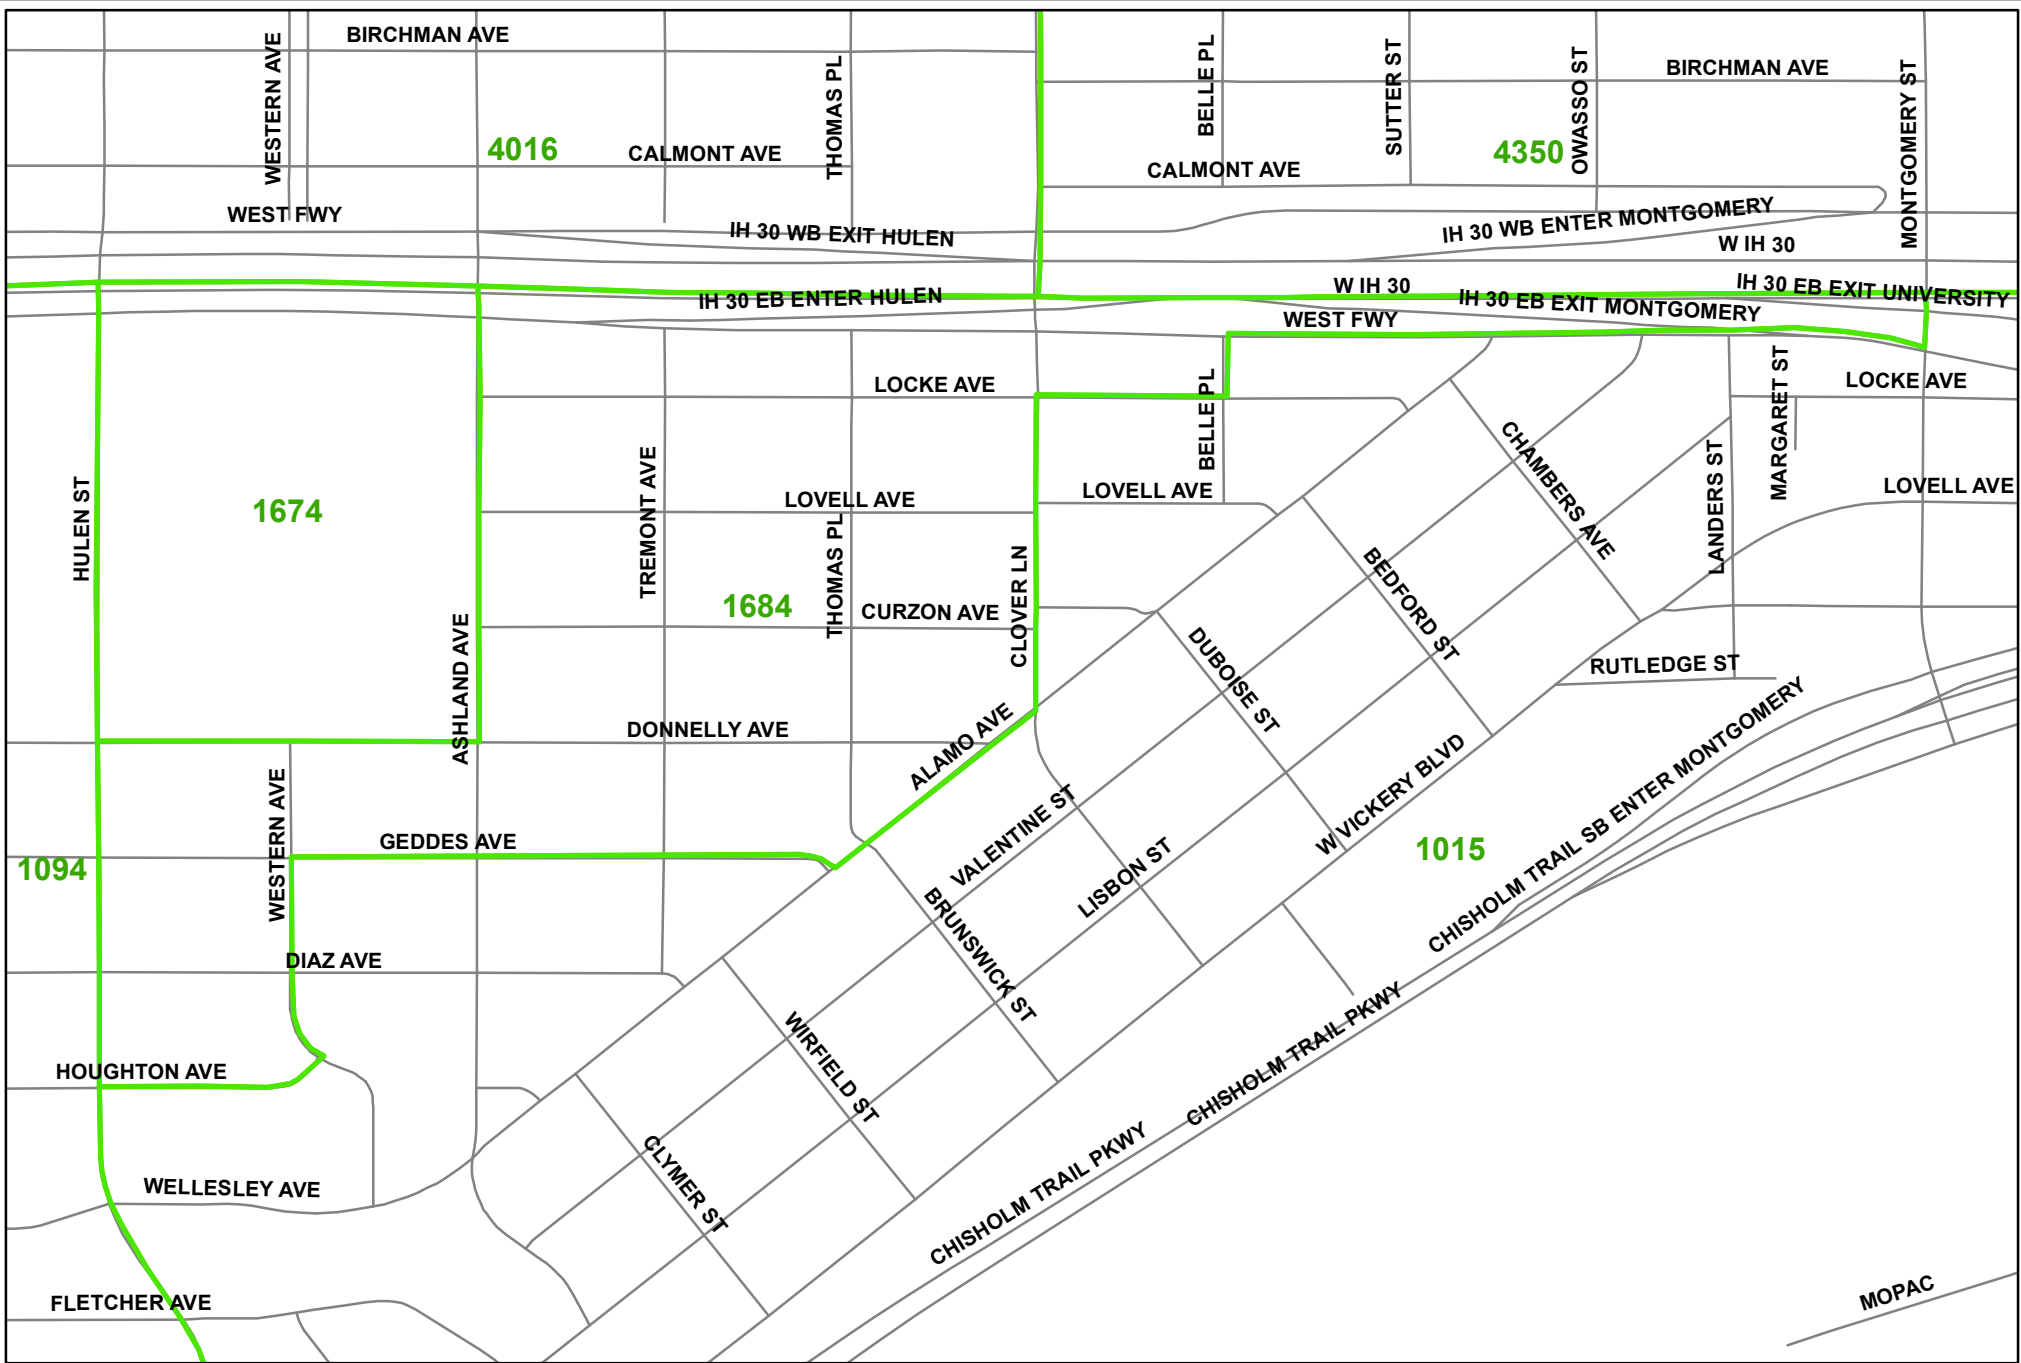 BIRCHMAN AVE
WESTERN AVE
THOMAS PL
BELLE PL
SUTTER ST
OWASSO ST
BIRCHMAN AVE
MONTGOMERY ST
4016
CALMONT AVE
4350
CALMONT AVE
WEST FWY
IH 30 WB EXIT HULEN
IH 30 WB ENTER MONTGOMERY
W IH 30
IH 30 EB ENTER HULEN
W IH 30
IH 30 EB EXIT UNIVERSITY
IH 30 EB EXIT MONTGOMERY
WEST FWY
LOCKE AVE
BELLE PL
MARGARET ST
LOCKE AVE
HULEN ST
1674
TREMONT AVE
LOVELL AVE
THOMAS PL
LOVELL AVE
CHAMBERS AVE
LANDERS ST
LOVELL AVE
ASHLAND AVE
1684
CURZON AVE
CLOVER LN
DUBOISE ST
BEDFORD ST
RUTLEDGE ST
DONNELLY AVE
ALAMO AVE
W VICKERY BLVD
CHISHOLM TRAIL SB ENTER MONTGOMERY
WESTERN AVE
GEDDES AVE
VALENTINE ST
LISBON ST
1015
1094
BRUNSWICK ST
DIAZ AVE
WIRFIELD ST
CHISHOLM TRAIL PKWY
HOUGHTON AVE
CLYMER ST
CHISHOLM TRAIL PKWY
WELLESLEY AVE
FLETCHER AVE
MOPAC